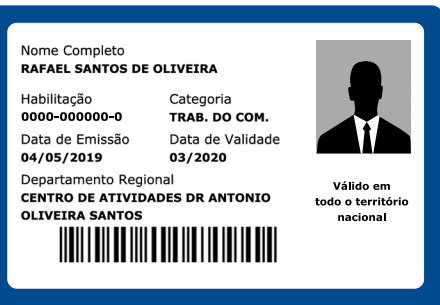 Nome Completo
RAFAEL SANTOS DE OLIVEIRA
Habilitação Categoria
0000-000000-0 TRAB. DO COM.
Data de Emissão Data de Validade
04/05/2019 03/2020
Departamento Regional
CENTRO DE ATIVIDADES DR ANTONIO
OLIVEIRA SANTOS
Válido em
todo o território
nacional